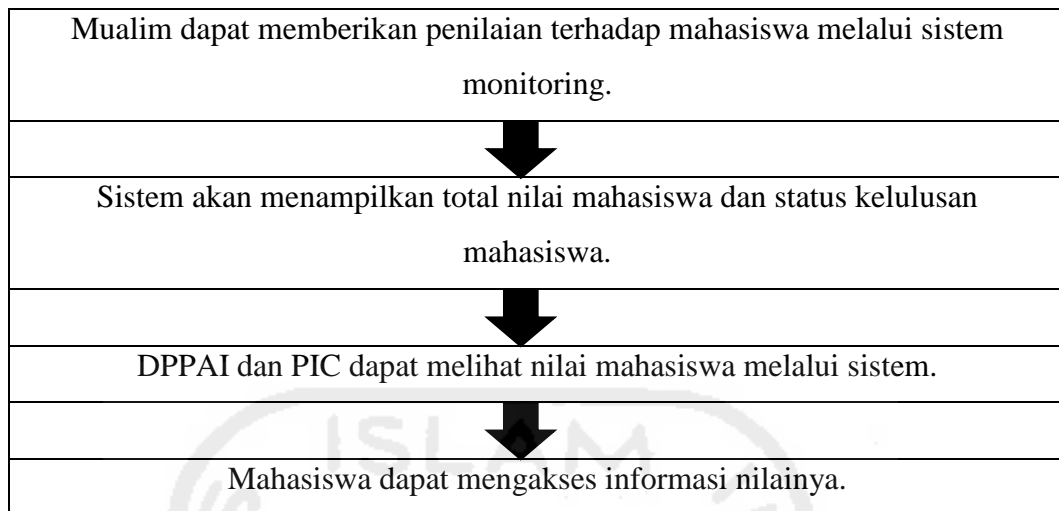 Mualim dapat memberikan penilaian terhadap mahasiswa melalui sistem
monitoring.
Sistem akan menampilkan total nilai mahasiswa dan status kelulusan
mahasiswa.
DPPAI dan PIC dapat melihat nilai mahasiswa melalui sistem.
ISLAM
Mahasiswa dapat mengakses informasi nilainya.